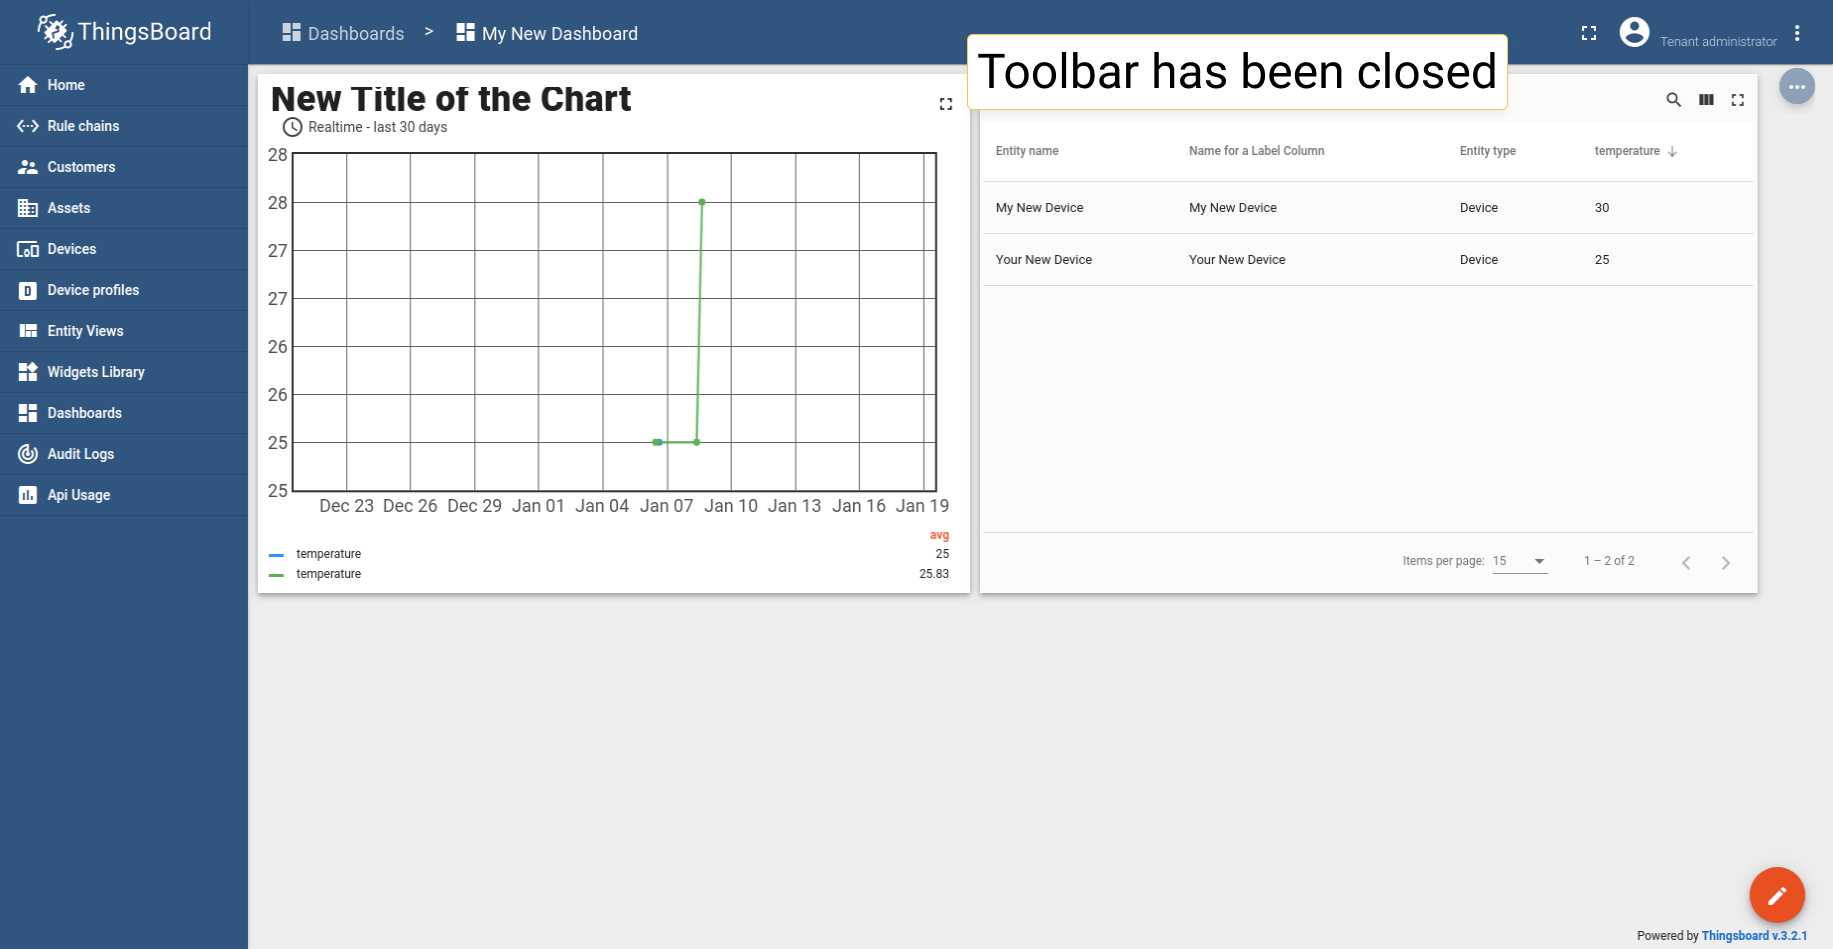 ThingsBoard
Dashboards > My New Dashboard
Tenant administrator
Toolbar has been closed
Home
Rule chains
Customers
Assets
Devices
Device profiles
Entity Views
Widgets Library
Dashboards
Audit Logs
Api Usage
New Title of the Chart
Realtime - last 30 days
28
28
27
27
26
26
25
25
Dec 23 Dec 26 Dec 29 Jan 01 Jan 04 Jan 07 Jan 10 Jan 13 Jan 16 Jan 19
avg
temperature 25
temperature 25.83
Entity name Name for a Label Column Entity type temperature
My New Device My New Device Device 30
Your New Device Your New Device Device 25
Items per page: 15 1 – 2 of 2
Powered by Thingsboard v.3.2.1